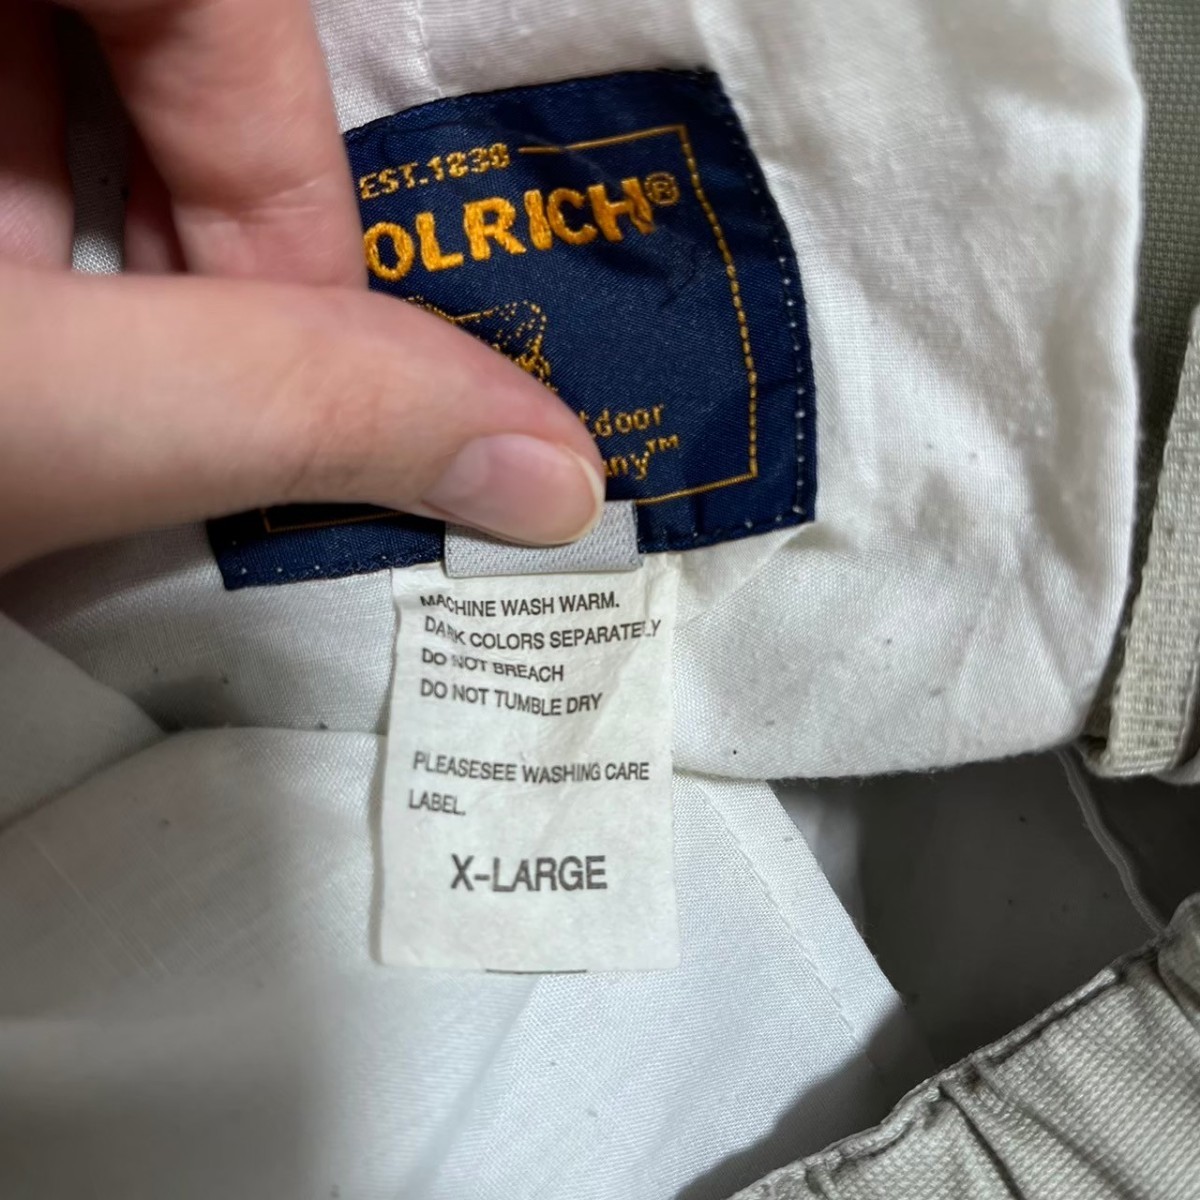 EST.1830
OLRICH®
tdoor
any™
MACHINE WASH WARM.
DARK COLORS SEPARATELY
DO NOT BREACH
DO NOT TUMBLE DRY
PLEASESEE WASHING CARE
LABEL.
X-LARGE